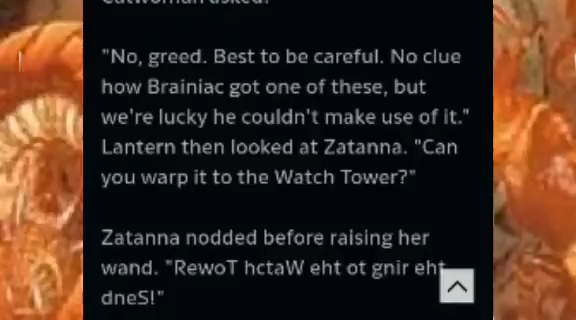 "No, greed. Best to be careful. No clue
how Brainiac got one of these, but
we're lucky he couldn't make use of it."
Lantern then looked at Zatanna. "Can
you warp it to the Watch Tower?"
Zatanna nodded before raising her
wand. "RewoT hctaW eht ot gnir eht
dneS!"